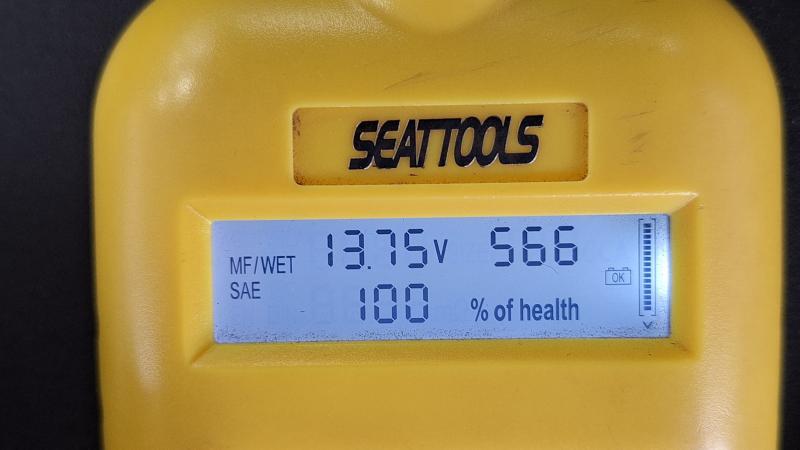 SEATTOOLS
MF/WET 13.75V 566
SAE 100 % of health
OK